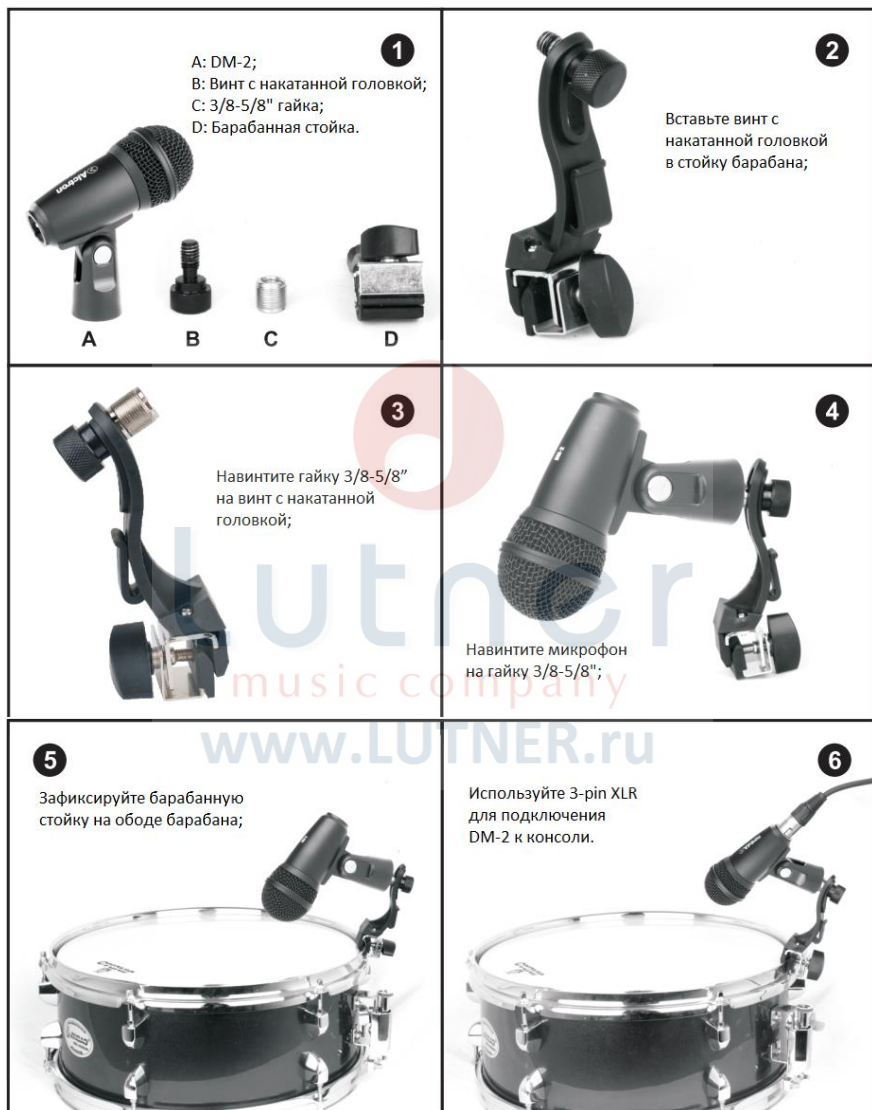 1
A: DM-2;
B: Винт с накатанной головкой;
C: 3/8-5/8" гайка;
D: Барабанная стойка.
Alctron
A B C D
2
Вставьте винт с
накатанной головкой
в стойку барабана;
3
Навинтите гайку 3/8-5/8”
на винт с накатанной
головкой;
4
Навинтите микрофон
на гайку 3/8-5/8";
Lutner
music company
www.LUTNER.ru
5
Зафиксируйте барабанную
стойку на ободе барабана;
6
Используйте 3-pin XLR
для подключения
DM-2 к консоли.